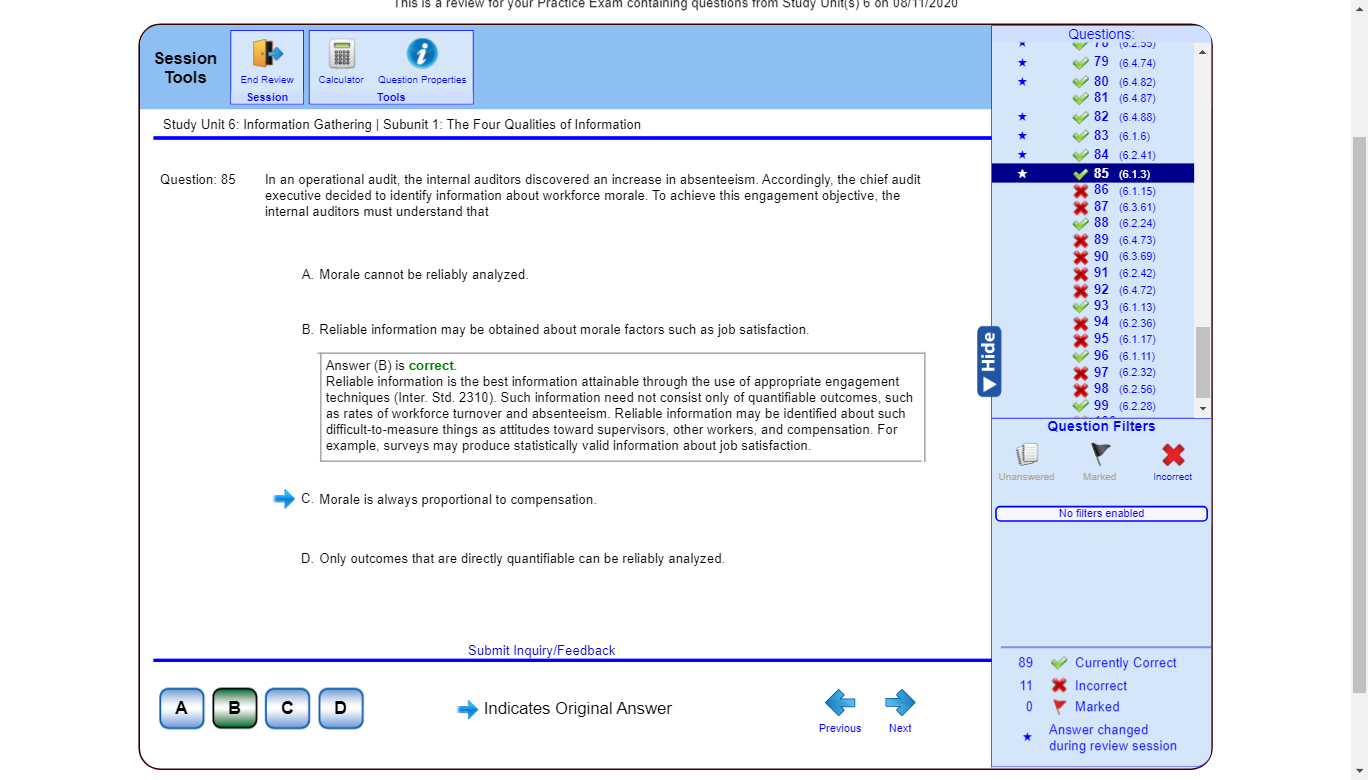 This is a review for your Practice Exam containing questions from Study Unit(s) 6 on 08/11/2020
Session
Tools
End Review
Session
Calculator
Question Properties
Tools
Study Unit 6: Information Gathering | Subunit 1: The Four Qualities of Information
Question: 85
In an operational audit, the internal auditors discovered an increase in absenteeism. Accordingly, the chief audit
executive decided to identify information about workforce morale. To achieve this engagement objective, the
internal auditors must understand that
A. Morale cannot be reliably analyzed.
B. Reliable information may be obtained about morale factors such as job satisfaction.
Answer (B) is correct.
Reliable information is the best information attainable through the use of appropriate engagement
techniques (Inter. Std. 2310). Such information need not consist only of quantifiable outcomes, such
as rates of workforce turnover and absenteeism. Reliable information may be identified about such
difficult-to-measure things as attitudes toward supervisors, other workers, and compensation. For
example, surveys may produce statistically valid information about job satisfaction.
C. Morale is always proportional to compensation.
D. Only outcomes that are directly quantifiable can be reliably analyzed.
Submit Inquiry/Feedback
A B C D
Indicates Original Answer
Previous
Next
Hide
Questions:
78 (6.2.55)
79 (6.4.74)
80 (6.4.82)
81 (6.4.87)
82 (6.4.88)
83 (6.1.6)
84 (6.2.41)
85 (6.1.3)
86 (6.1.15)
87 (6.3.61)
88 (6.2.24)
89 (6.4.73)
90 (6.3.69)
91 (6.2.42)
92 (6.4.72)
93 (6.1.13)
94 (6.2.36)
95 (6.1.17)
96 (6.1.11)
97 (6.2.32)
98 (6.2.56)
99 (6.2.28)
Question Filters
Unanswered
Marked
Incorrect
No filters enabled
89 Currently Correct
11 Incorrect
0 Marked
Answer changed
during review session